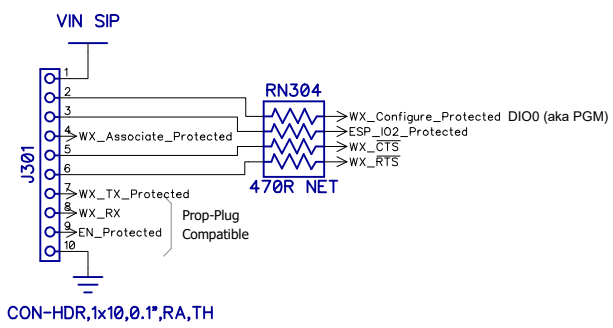 VIN SIP
1
2
3
4
5
6
7
8
9
10
J301
RN304
470R NET
WX_Configure_Protected DIO0 (aka PGM)
ESP_IO2_Protected
WX_CTS
WX_RTS
WX_Associate_Protected
WX_TX_Protected
WX_RX
EN_Protected
Prop-Plug
Compatible
CON-HDR,1x10,0.1",RA,TH